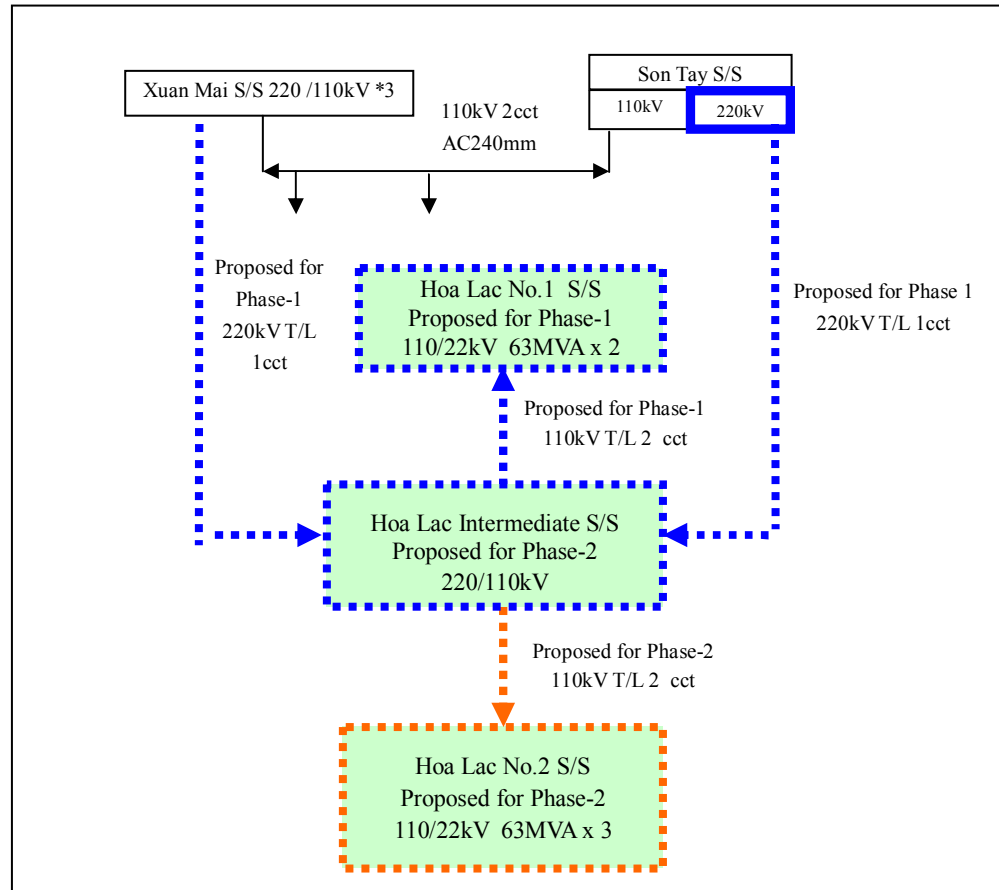 Xuan Mai S/S 220 /110kV *3
110kV 2cct
AC240mm
Son Tay S/S
110kV
220kV
Proposed for
Phase-1
220kV T/L
1cct
Hoa Lac No.1 S/S
Proposed for Phase-1
110/22kV 63MVA x 2
Proposed for Phase 1
220kV T/L 1cct
Proposed for Phase-1
110kV T/L 2 cct
Hoa Lac Intermediate S/S
Proposed for Phase-2
220/110kV
Proposed for Phase-2
110kV T/L 2 cct
Hoa Lac No.2 S/S
Proposed for Phase-2
110/22kV 63MVA x 3